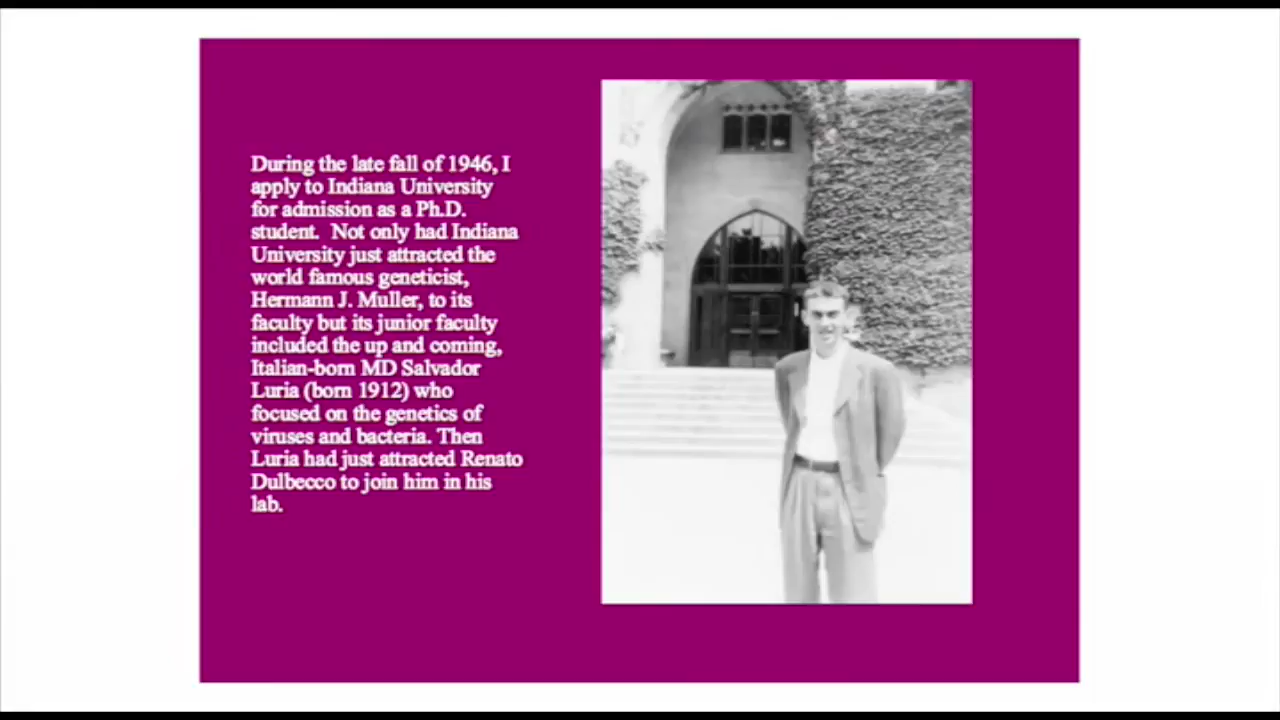 During the late fall of 1946, I
apply to Indiana University
for admission as a Ph.D.
student.  Not only had Indiana
University just attracted the
world famous geneticist,
Hermann J. Muller, to its
faculty but its junior faculty
included the up and coming,
Italian-born MD Salvador
Luria (born 1912) who
focused on the genetics of
viruses and bacteria. Then
Luria had just attracted Renato
Dulbecco to join him in his
lab.